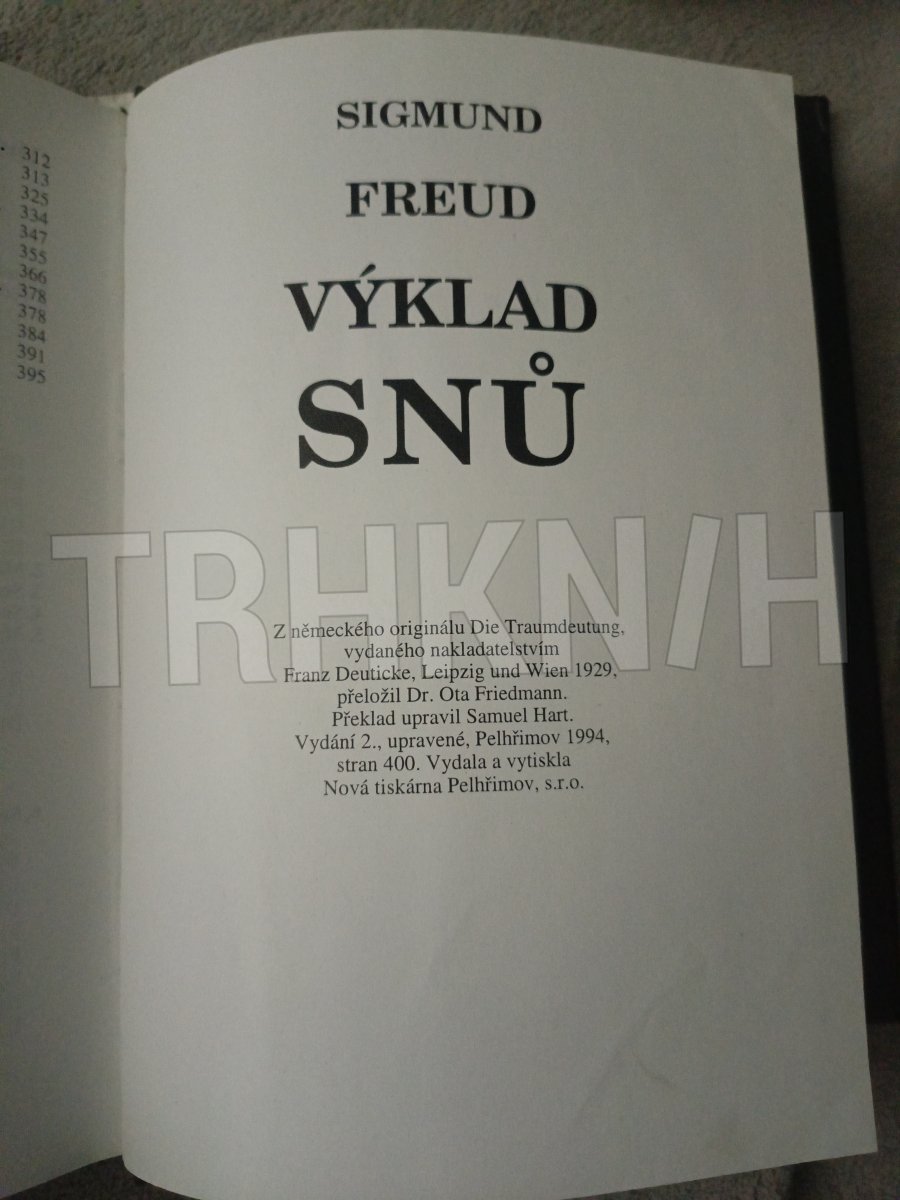 312
313
325
334
347
355
366
378
378
384
391
395
SIGMUND
FREUD
VÝKLAD
SNŮ
TRHKN/H
Z německého originálu Die Traumdeutung,
vydaného nakladatelstvím
Franz Deuticke, Leipzig und Wien 1929,
přeložil Dr. Ota Friedmann.
Překlad upravil Samuel Hart.
Vydání 2., upravené, Pelhřimov 1994,
stran 400. Vydala a vytiskla
Nová tiskárna Pelhřimov, s.r.o.